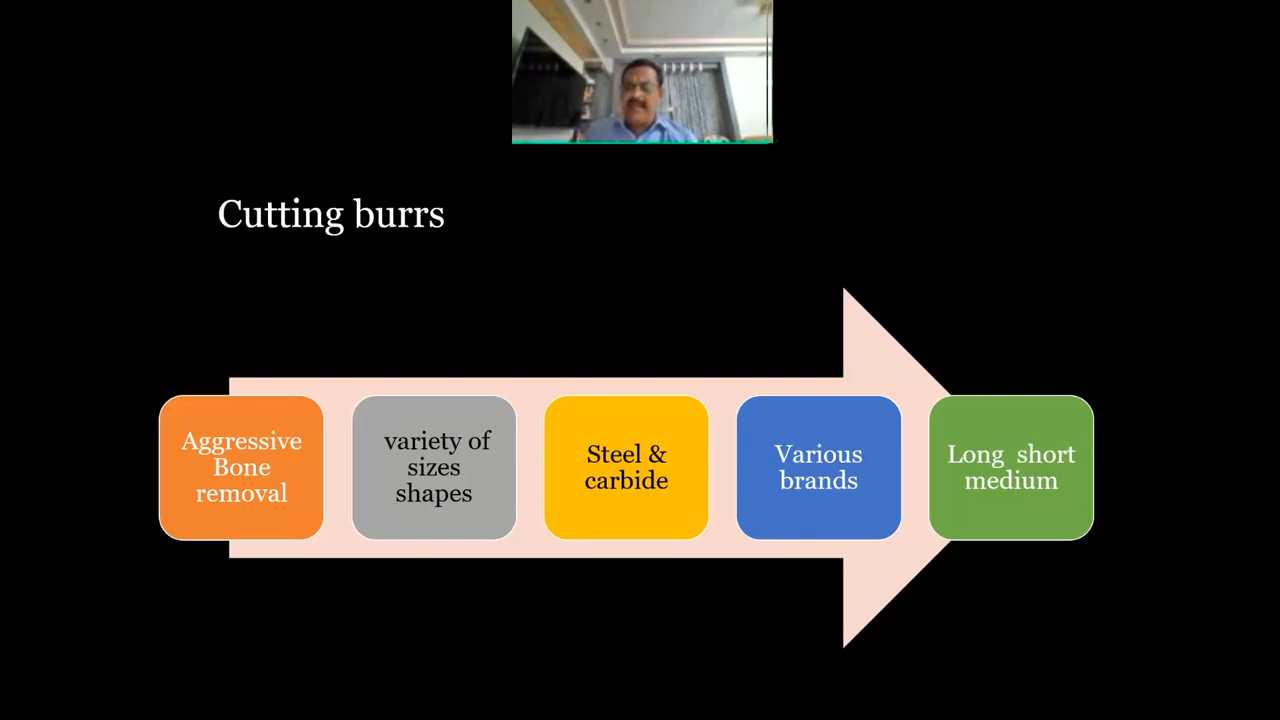 Cutting burrs
Aggressive
Bone
removal
variety of
sizes
shapes
Steel &
carbide
Various
brands
Long  short
medium